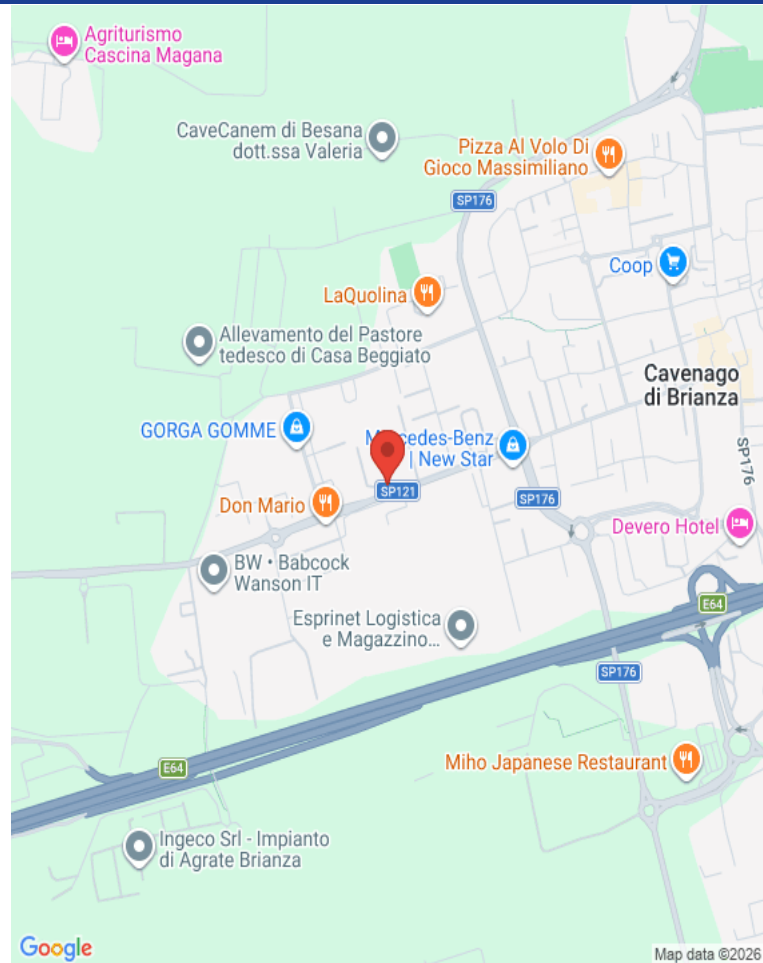 Agriturismo
Cascina Magana
CaveCanem di Besana
dott.ssa Valeria
Pizza Al Volo Di
Gioco Massimiliano
SP176
Coop
LaQuolina
Allevamento del Pastore
tedesco di Casa Beggiato
Cavenago
di Brianza
GORGA GOMME
Mercedes-Benz
| New Star
SP176
SP121
SP176
Don Mario
Devero Hotel
BW • Babcock
Wanson IT
E64
Esprinet Logistica
e Magazzino...
SP176
Miho Japanese Restaurant
E64
Ingeco Srl - Impianto
di Agrate Brianza
Google
Map data ©2026